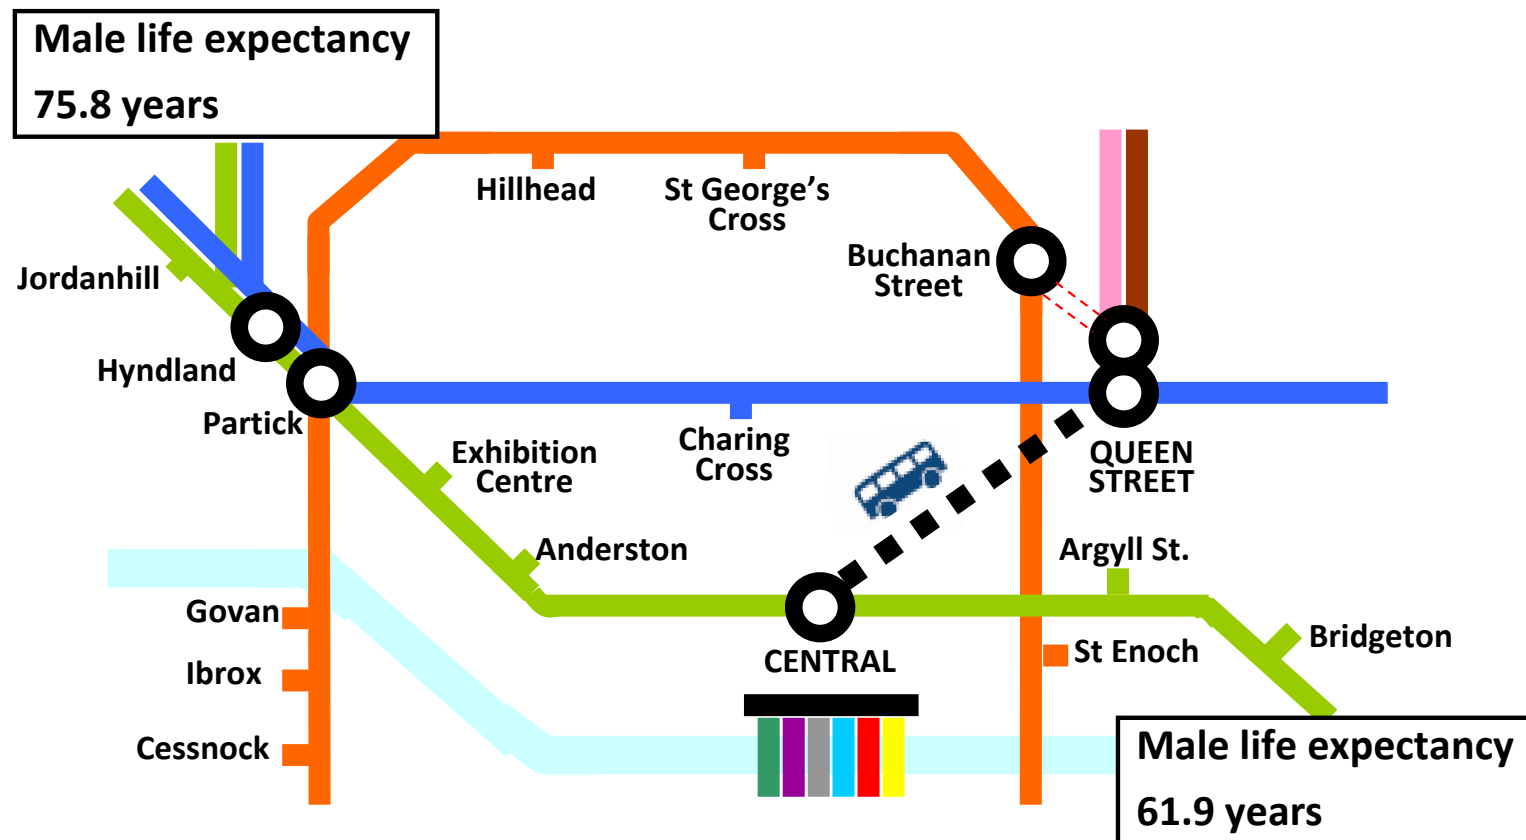 Male life expectancy
75.8 years
Hillhead
St George’s
Cross
Buchanan
Street
Jordanhill
Hyndland
Partick
Charing
Cross
QUEEN
STREET
Exhibition
Centre
Anderston
Argyll St.
Govan
Ibrox
Cessnock
CENTRAL
St Enoch
Bridgeton
Male life expectancy
61.9 years